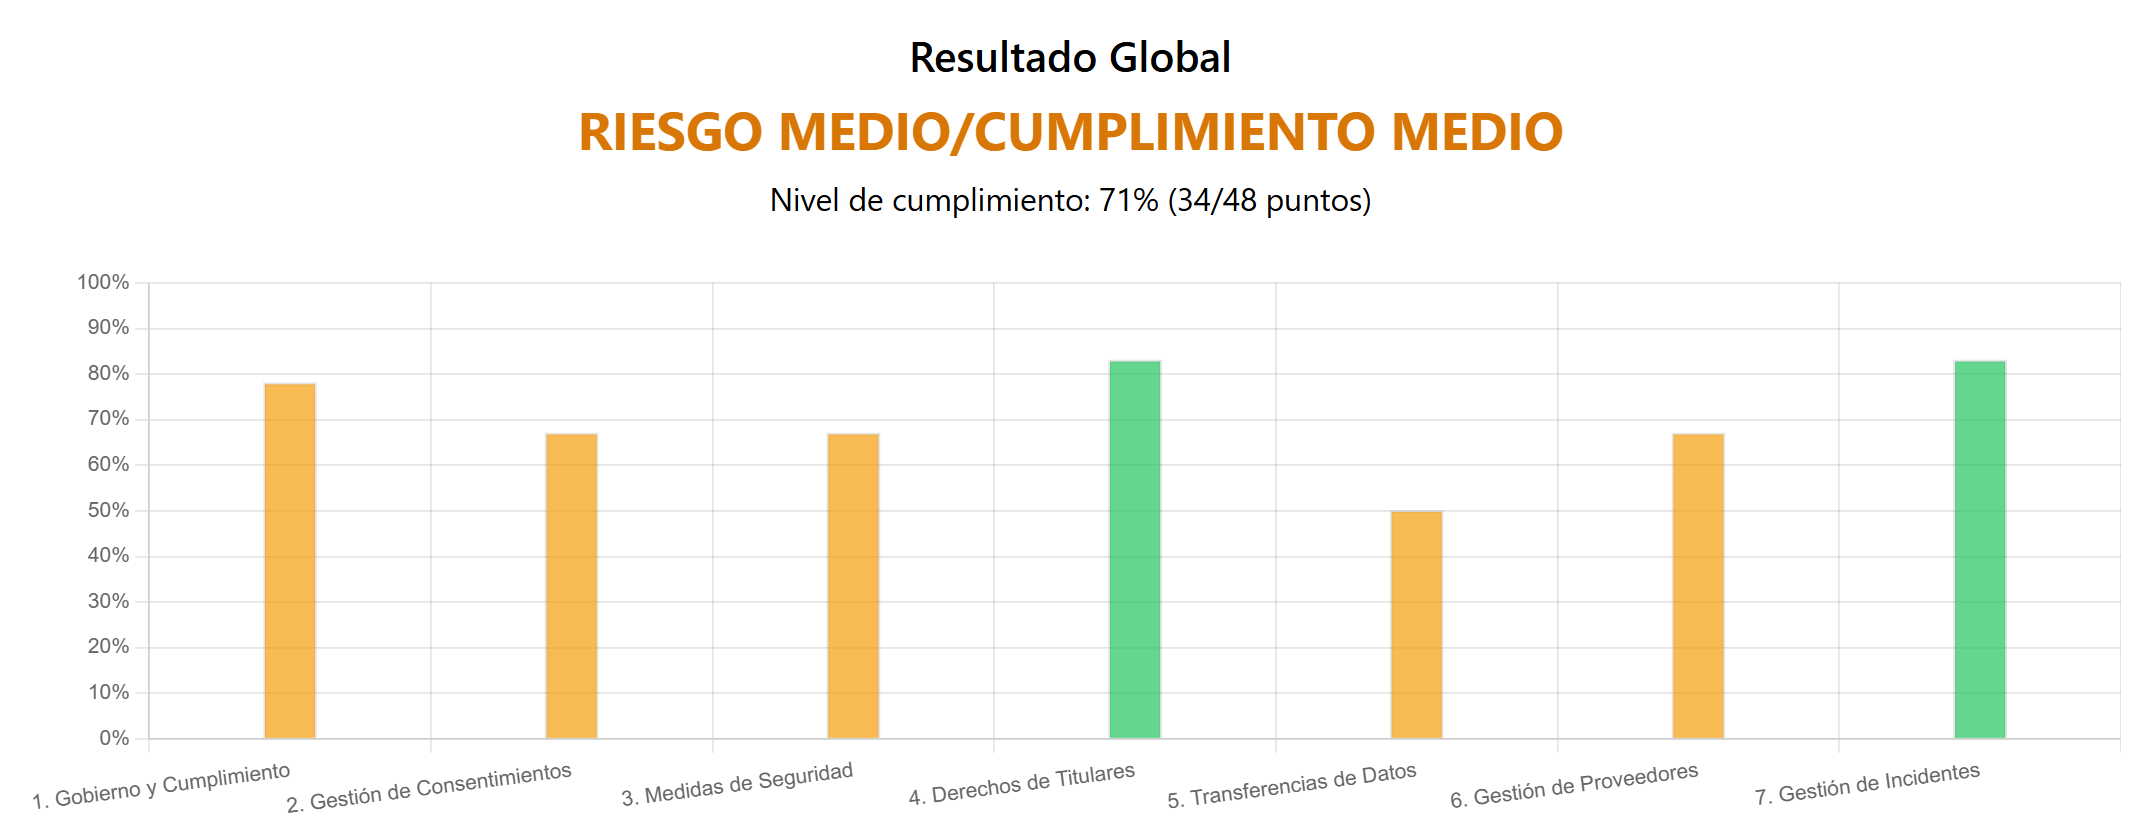 Resultado Global
RIESGO MEDIO/CUMPLIMIENTO MEDIO
Nivel de cumplimiento: 71% (34/48 puntos)
100%
90%
80%
70%
60%
50%
40%
30%
20%
10%
0%
1. Gobierno y Cumplimiento
2. Gestión de Consentimientos
3. Medidas de Seguridad
4. Derechos de Titulares
5. Transferencias de Datos
6. Gestión de Proveedores
7. Gestión de Incidentes